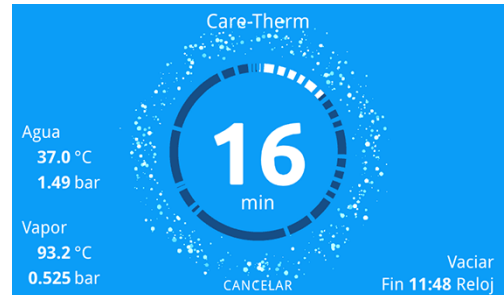 Care-Therm
Agua
37.0 °C
1.49 bar
16
min
Vapor
93.2 °C
0.525 bar
CANCELAR
Vaciar
Fin 11:48 Reloj